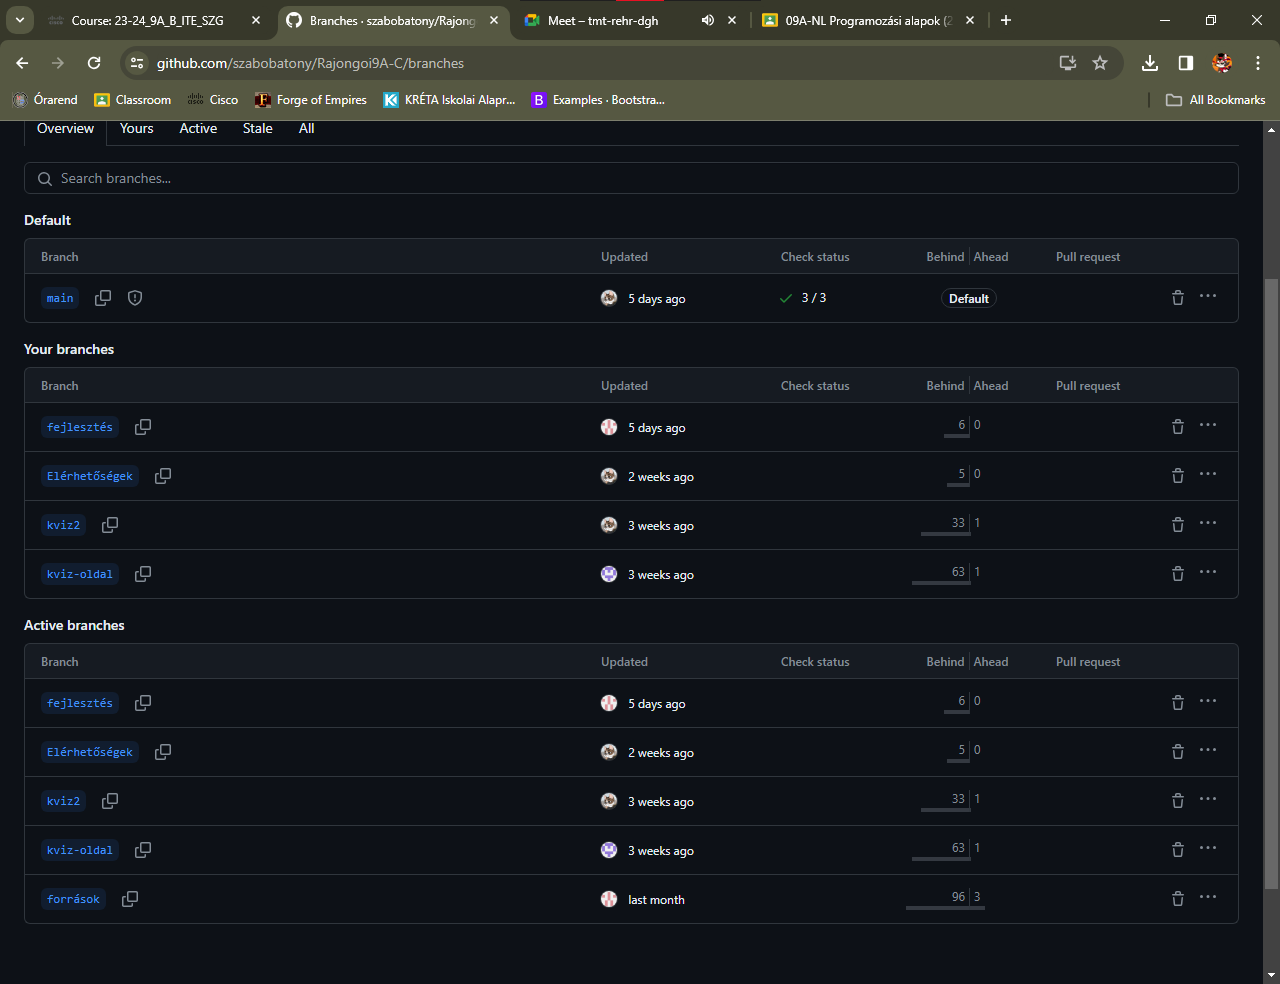 Course: 23-24_9A_B_ITE_SZG
Branches · szabobatony/Rajong
Meet – tmt-rehr-dgh
09A-NL Programozási alapok (2
github.com/szabobatony/Rajongoi9A-C/branches
Órarend
Classroom
Cisco
Forge of Empires
KRÉTA Iskolai Alapr...
Examples · Bootstra...
All Bookmarks
Overview Yours Active Stale All
Search branches...
Default
Branch Updated Check status Behind Ahead Pull request
main 5 days ago 3 / 3 Default
Your branches
Branch Updated Check status Behind Ahead Pull request
fejlesztés 5 days ago 6 0
Elérhetőségek 2 weeks ago 5 0
kviz2 3 weeks ago 33 1
kviz-oldal 3 weeks ago 63 1
Active branches
Branch Updated Check status Behind Ahead Pull request
fejlesztés 5 days ago 6 0
Elérhetőségek 2 weeks ago 5 0
kviz2 3 weeks ago 33 1
kviz-oldal 3 weeks ago 63 1
források last month 96 3